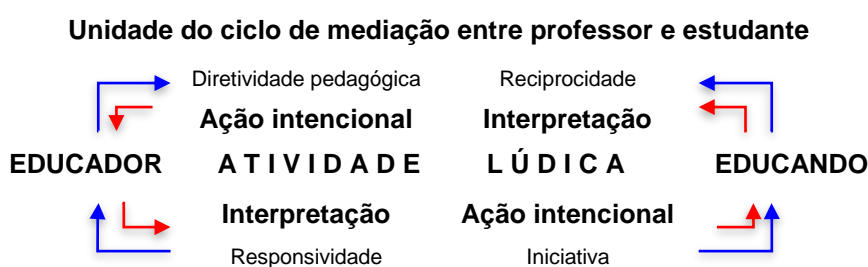 Unidade do ciclo de mediação entre professor e estudante
Diretividade pedagógica Reciprocidade
Ação intencional Interpretação
EDUCADOR A T I V I D A D E L Ú D I C A EDUCANDO
Interpretação Ação intencional
Responsividade Iniciativa